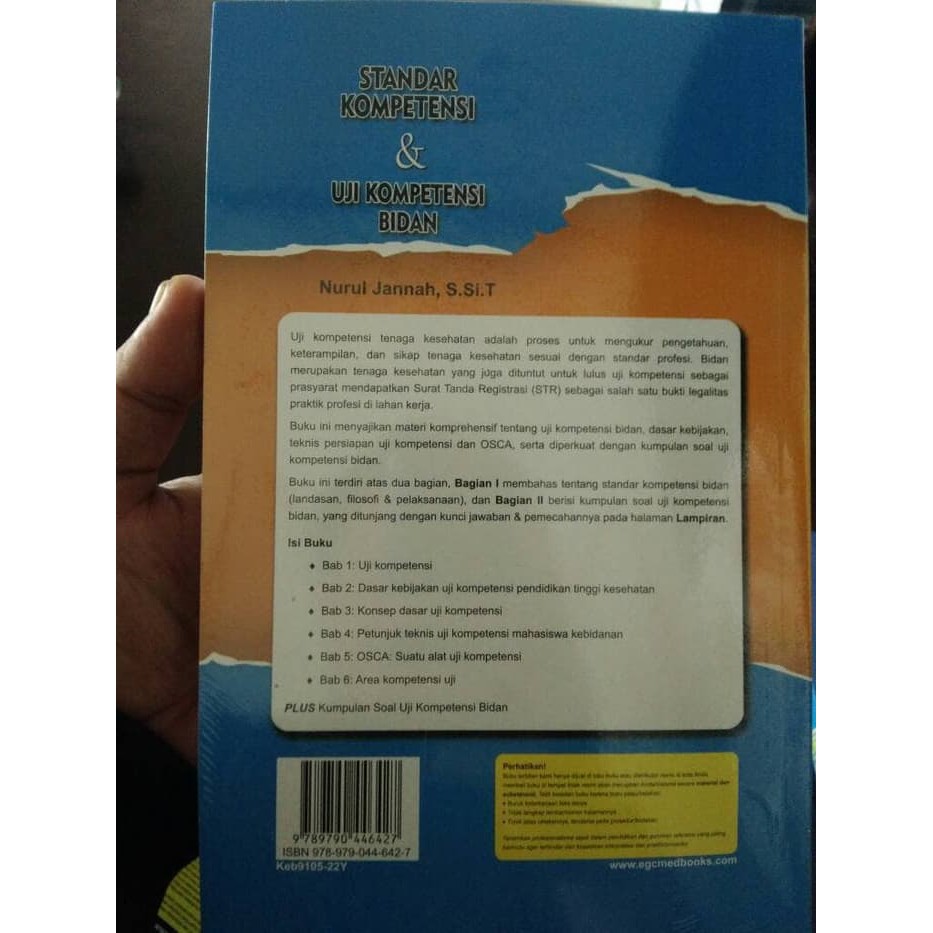 STANDAR
KOMPETENSI
&
UJI KOMPETENSI
BIDAN
Nurul Jannah, S.Si.T
Uji kompetensi tenaga kesehatan adalah proses untuk mengukur pengetahuan,
keterampilan, dan sikap tenaga kesehatan sesuai dengan standar profesi. Bidan
merupakan tenaga kesehatan yang juga dituntut untuk lulus uji kompetensi sebagai
prasyarat mendapatkan Surat Tanda Registrasi (STR) sebagai salah satu bukti legalitas
praktik profesi di lahan kerja.
Buku ini menyajikan materi komprehensif tentang uji kompetensi bidan, dasar kebijakan,
teknis persiapan uji kompetensi dan OSCA, serta diperkuat dengan kumpulan soal uji
kompetensi bidan.
Buku ini terdiri atas dua bagian, Bagian I membahas tentang standar kompetensi bidan
(landasan, filosofi & pelaksanaan), dan Bagian II berisi kumpulan soal uji kompetensi
bidan, yang ditunjang dengan kunci jawaban & pemecahannya pada halaman Lampiran.
Isi Buku
♦ Bab 1: Uji kompetensi
♦ Bab 2: Dasar kebijakan uji kompetensi pendidikan tinggi kesehatan
♦ Bab 3: Konsep dasar uji kompetensi
♦ Bab 4: Petunjuk teknis uji kompetensi mahasiswa kebidanan
♦ Bab 5: OSCA: Suatu alat uji kompetensi
♦ Bab 6: Area kompetensi uji
PLUS Kumpulan Soal Uji Kompetensi Bidan
9 789790 446427
ISBN 978-979-044-642-7
Keb9105-22Y
Perhatikan!
www.egcmedbooks.com